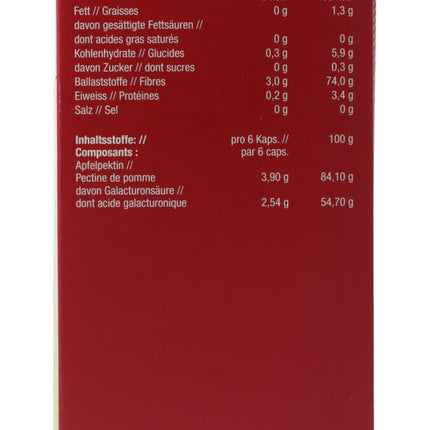 Fett // Graisses 0 g 1,3 g
davon gesättigte Fettsäuren //
dont acides gras saturés 0 g 0 g
Kohlenhydrate // Glucides 0,3 g 5,9 g
davon Zucker // dont sucres 0 g 0,3 g
Ballaststoffe // Fibres 3,0 g 74,0 g
Eiweiss // Protéines 0,2 g 3,4 g
Salz // Sel 0 g 0 g
Inhaltsstoffe: // pro 6 Kaps. // 100 g
Composants : par 6 caps.
Apfelpektin //
Pectine de pomme 3,90 g 84,10 g
davon Galacturonsäure //
dont acide galacturonique 2,54 g 54,70 g